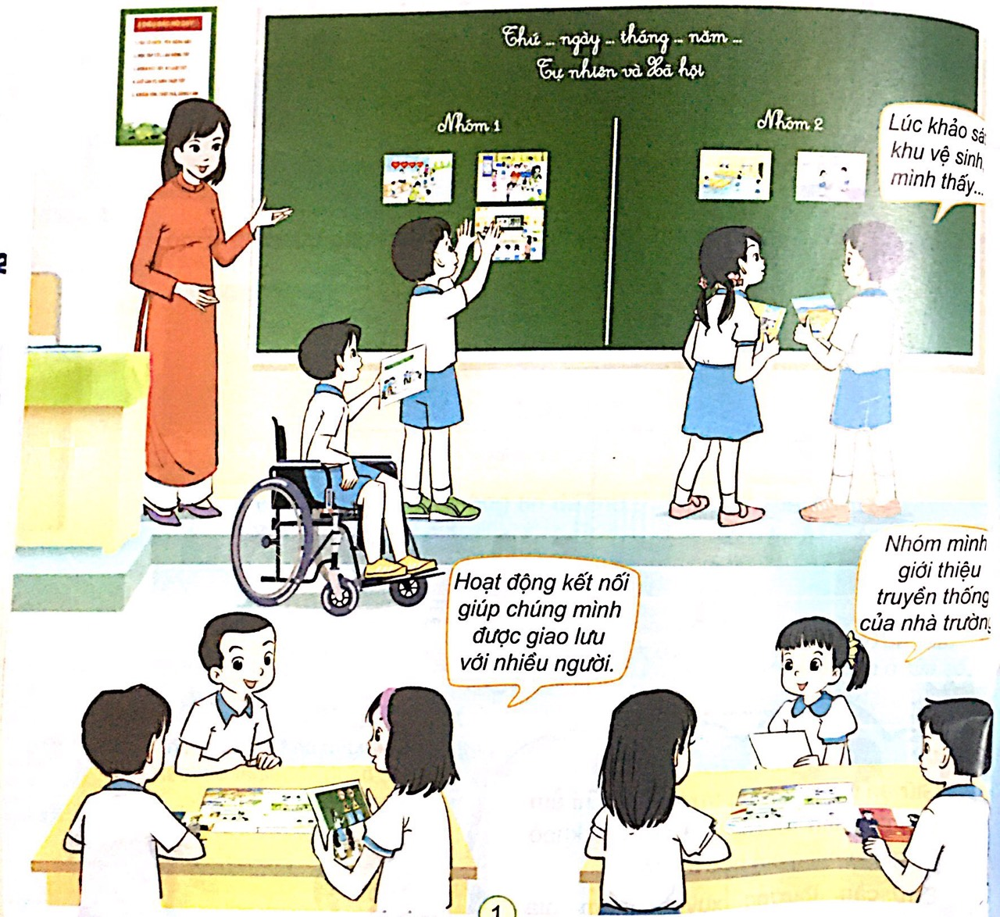 Thứ ... ngày ... tháng ... năm ...
Tự nhiên và Xã hội
Nhóm 1
Nhóm 2
Lúc khảo sá
khu vệ sinh,
mình thấy...
Hoạt động kết nối
giúp chúng mình
được giao lưu
với nhiều người.
Nhóm mình
giới thiệu
truyền thống
của nhà trường
1